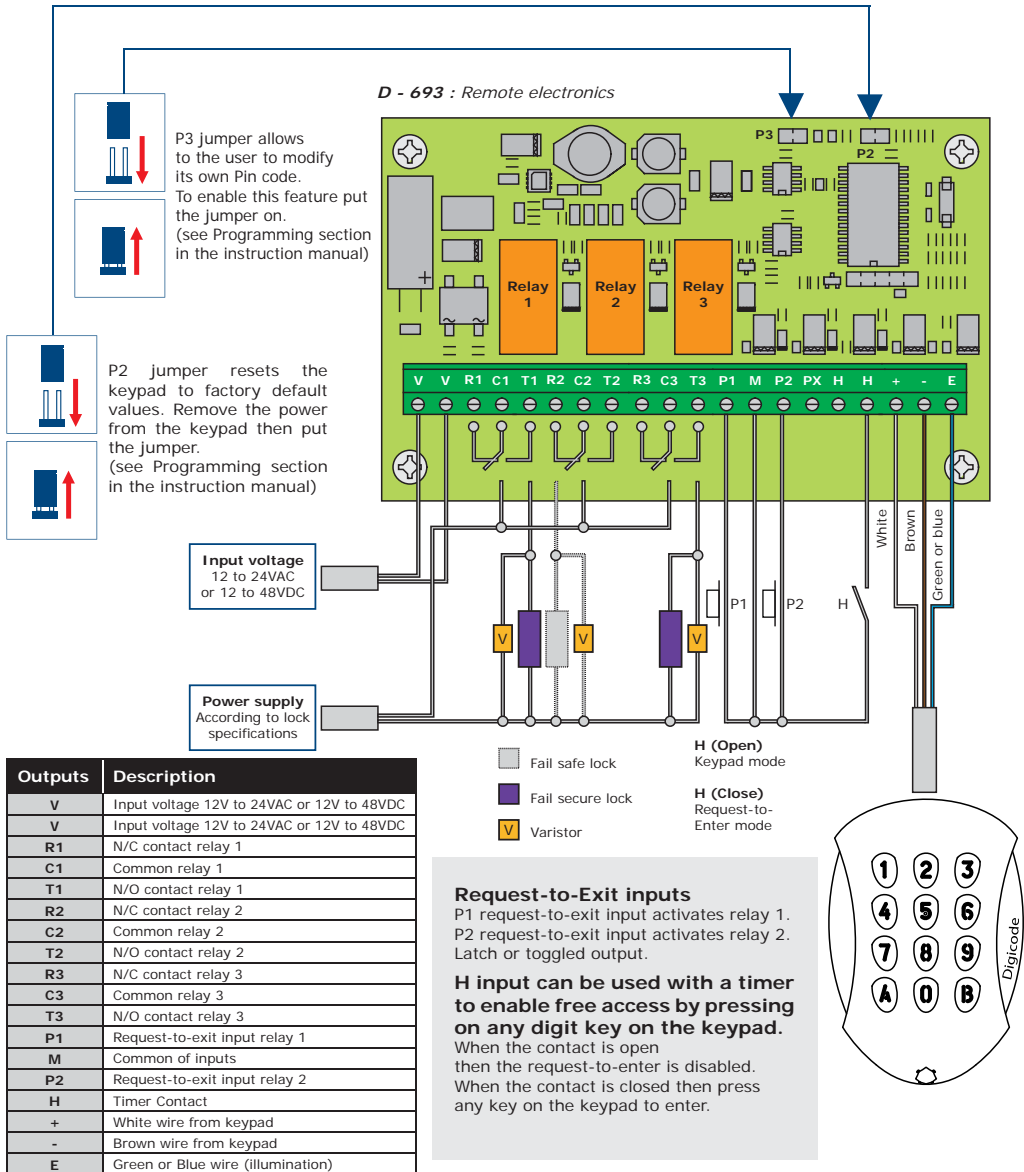 D - 693 : Remote electronics
P3 jumper allows
to the user to modify
its own Pin code.
To enable this feature put
the jumper on.
(see Programming section
in the instruction manual)
P2 jumper resets the
keypad to factory default
values. Remove the power
from the keypad then put
the jumper.
(see Programming section
in the instruction manual)
P3
P2
+
~ ~
Relay 1
Relay 2
Relay 3
V V R1 C1 T1 R2 C2 T2 R3 C3 T3 P1 M P2 PX H H + - E
White
Brown
Green or blue
Input voltage
12 to 24VAC
or 12 to 48VDC
V
V
V
P1
P2
H
Power supply
According to lock
specifications
Fail safe lock
Fail secure lock
V Varistor
H (Open)
Keypad mode
H (Close)
Request-to-
Enter mode
Outputs Description
V Input voltage 12V to 24VAC or 12V to 48VDC
V Input voltage 12V to 24VAC or 12V to 48VDC
R1 N/C contact relay 1
C1 Common relay 1
T1 N/O contact relay 1
R2 N/C contact relay 2
C2 Common relay 2
T2 N/O contact relay 2
R3 N/C contact relay 3
C3 Common relay 3
T3 N/O contact relay 3
P1 Request-to-exit input relay 1
M Common of inputs
P2 Request-to-exit input relay 2
H Timer Contact
+ White wire from keypad
- Brown wire from keypad
E Green or Blue wire (illumination)
Request-to-Exit inputs
P1 request-to-exit input activates relay 1.
P2 request-to-exit input activates relay 2.
Latch or toggled output.
H input can be used with a timer
to enable free access by pressing
on any digit key on the keypad.
When the contact is open
then the request-to-enter is disabled.
When the contact is closed then press
any key on the keypad to enter.
1 2 3
4 5 6
7 8 9
A 0 B
Digicode